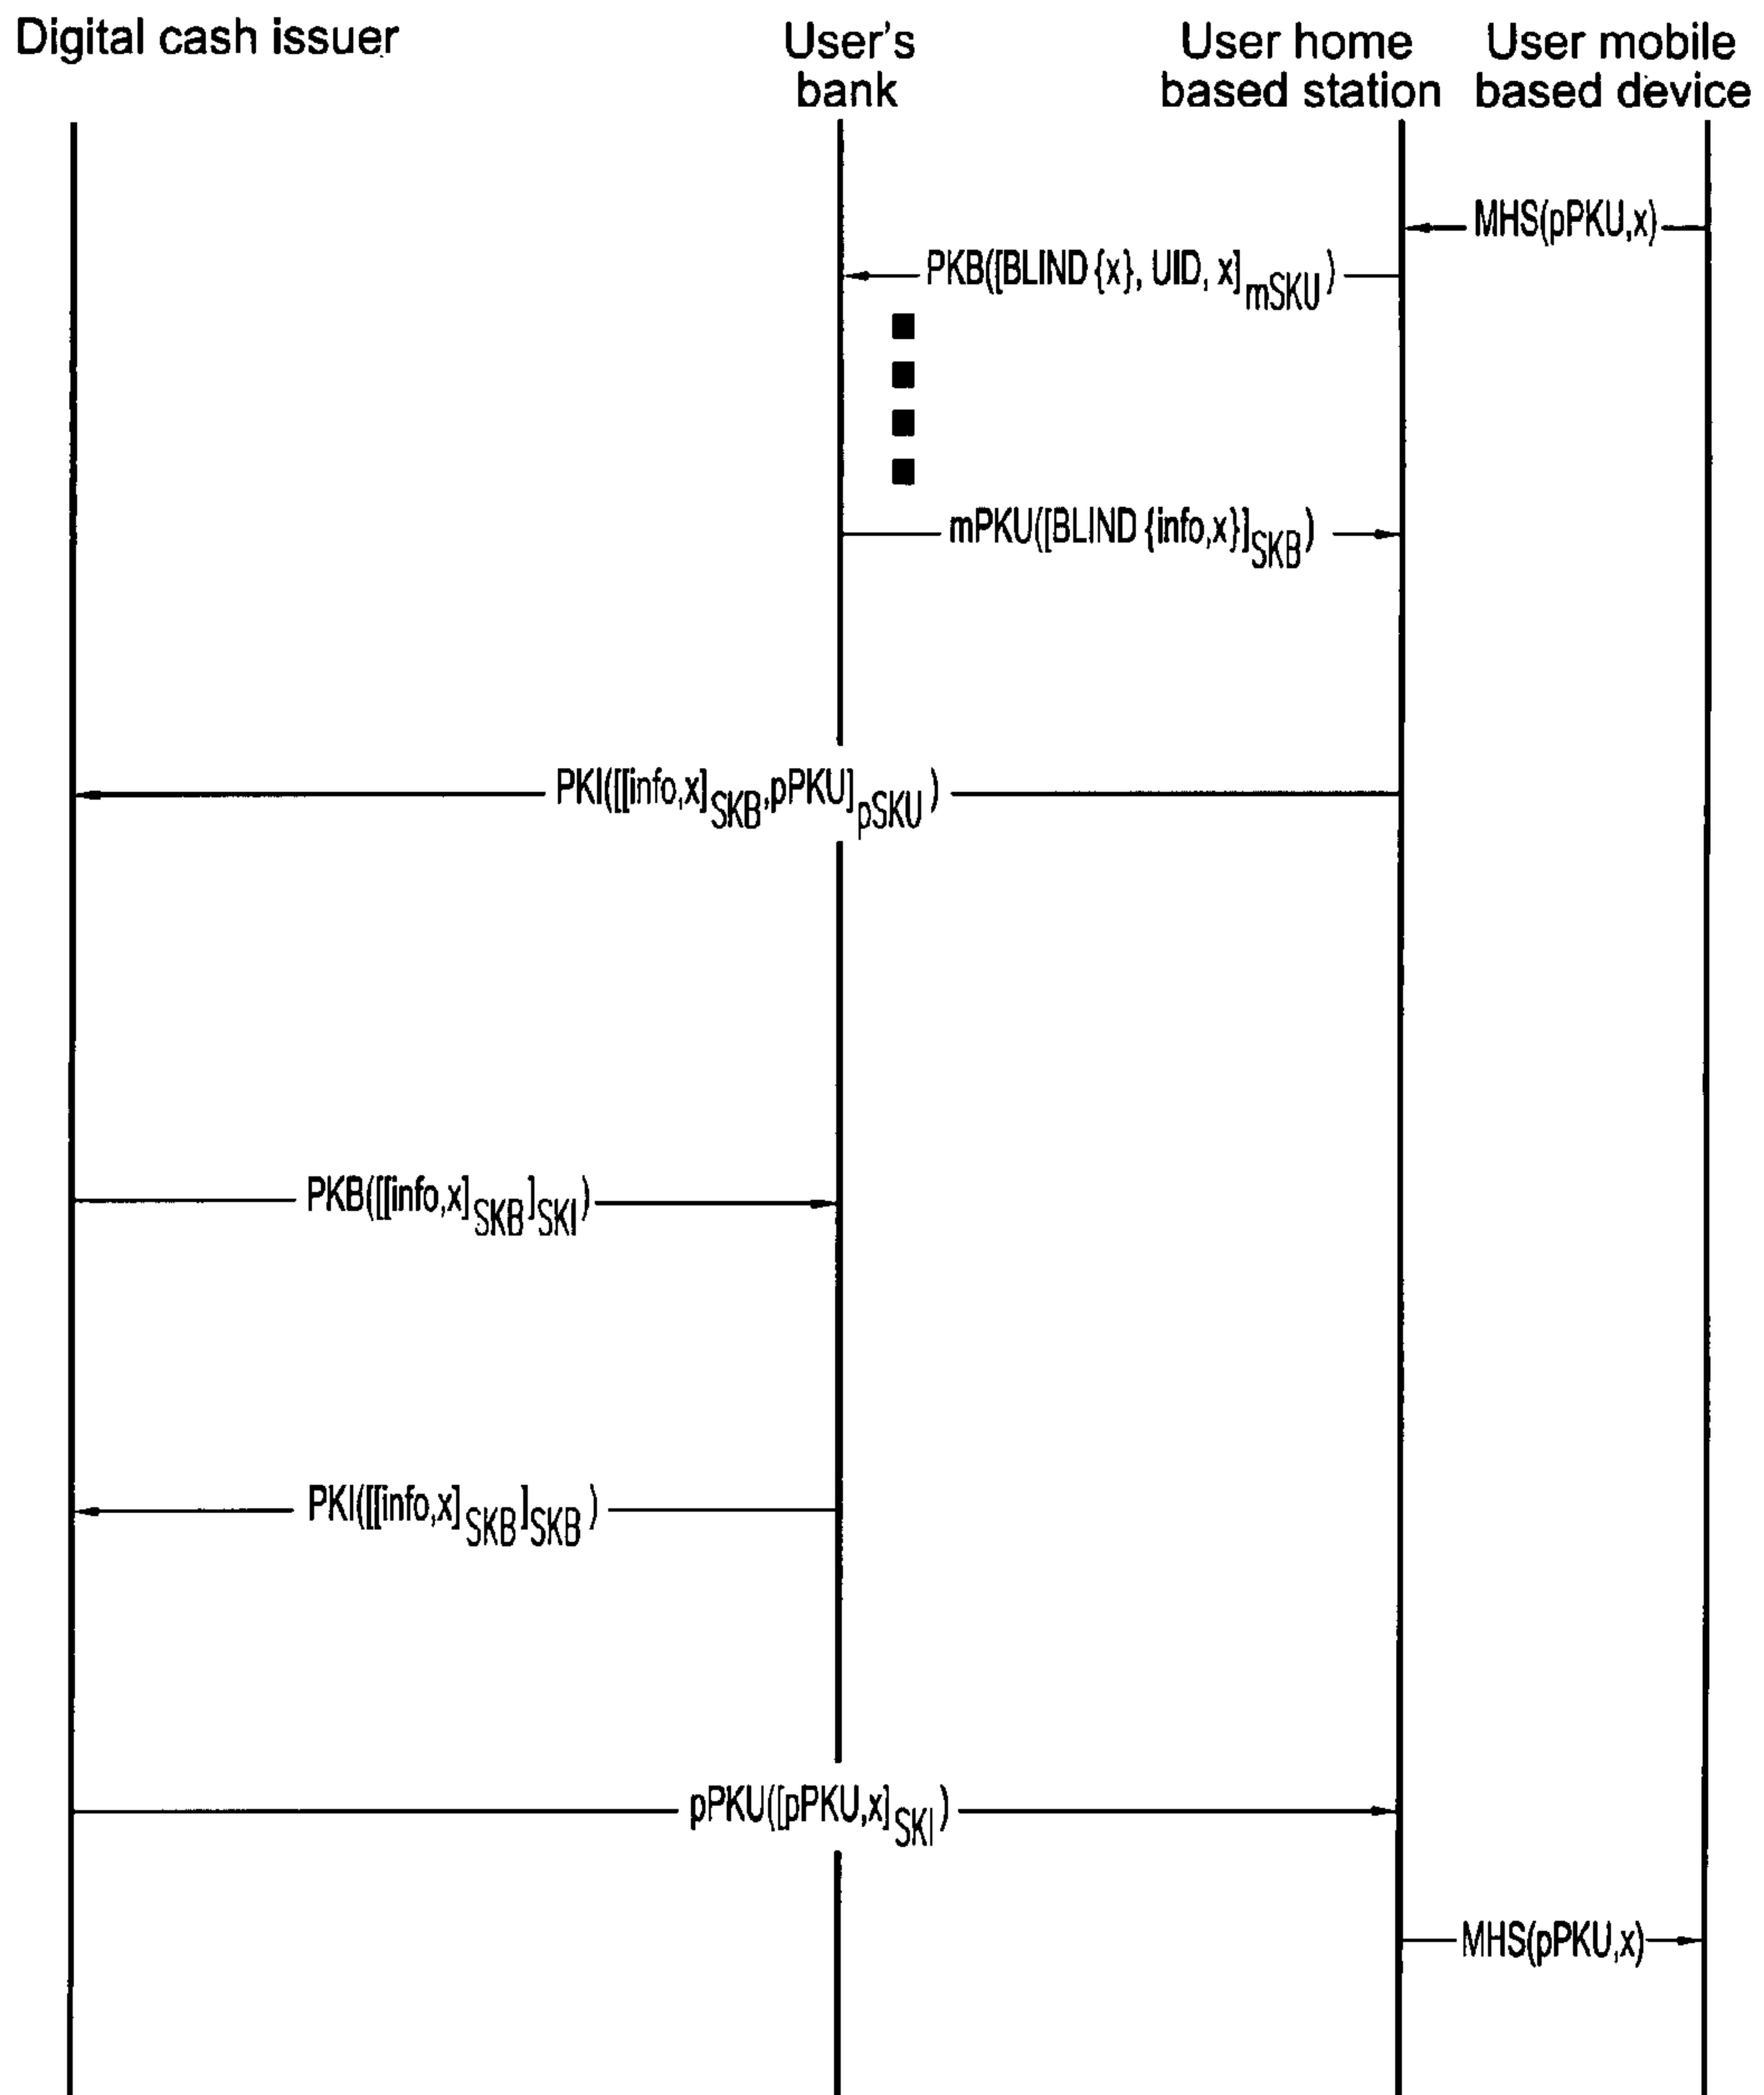 Digital cash issuer
User's
bank
User home
based station
User mobile
based device
MHS(pPKU,x)
PKB([BLIND {x}, UID, x]mSKU)
mPKU([BLIND {info,x}]SKB)
PKI([[info,x]SKB,pPKU]pSKU)
PKB([[info,x]SKB]SKI)
PKI([[info,x]SKB]SKB)
pPKU([pPKU,x]SKI)
MHS(pPKU,x)